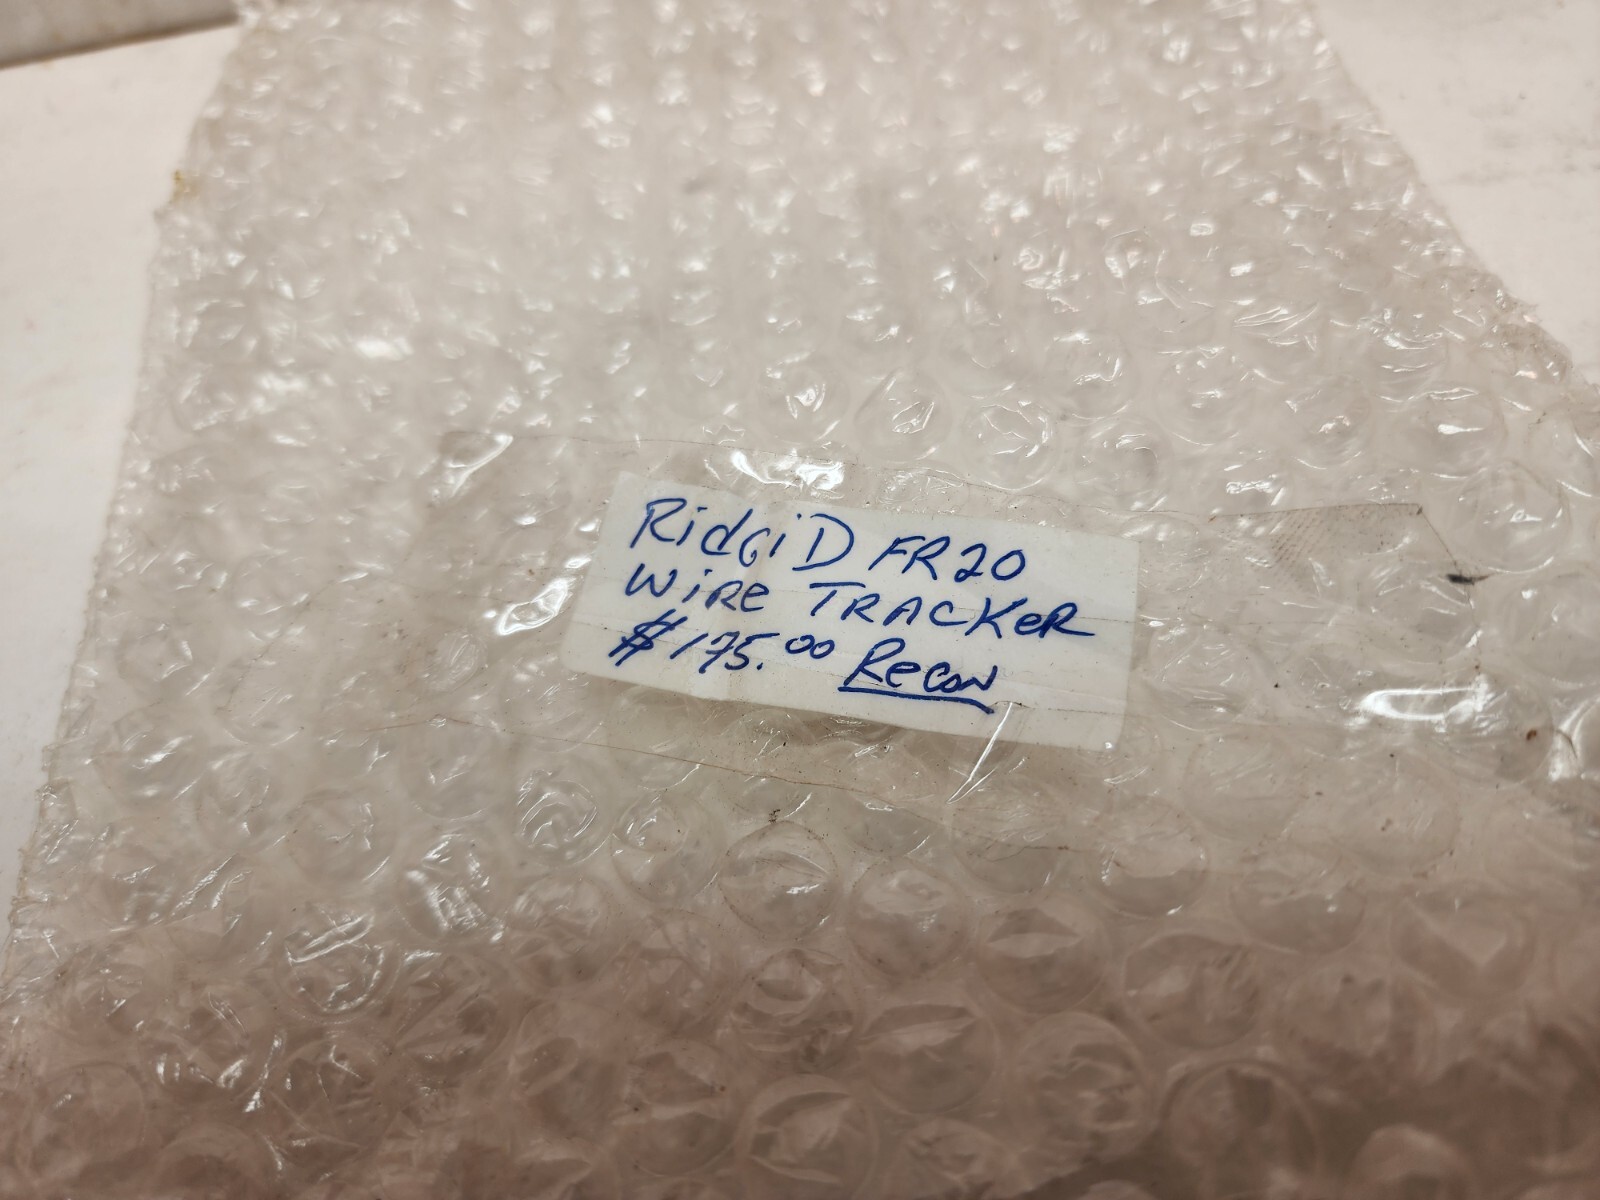 RidgiD FR20
WiRe TRACKeR
$175.00 Recon